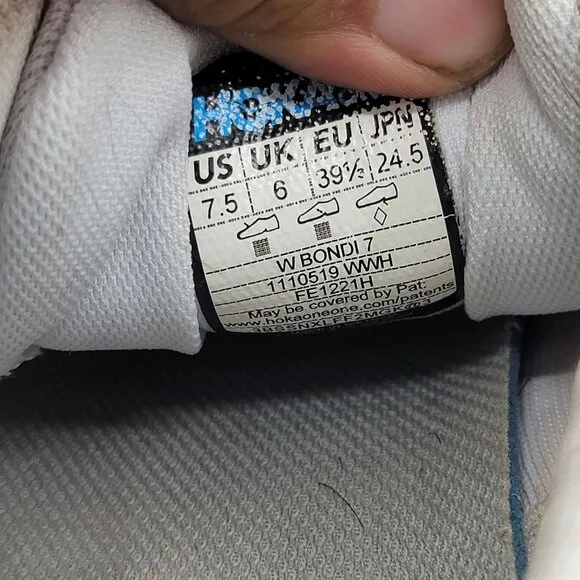 HOKA
US UK EU JPN
7.5 6 39⅓ 24.5
W BONDI 7
1110519 WWH
FE1221H
May be covered by Pat:
www.hokaoneone.com/patents